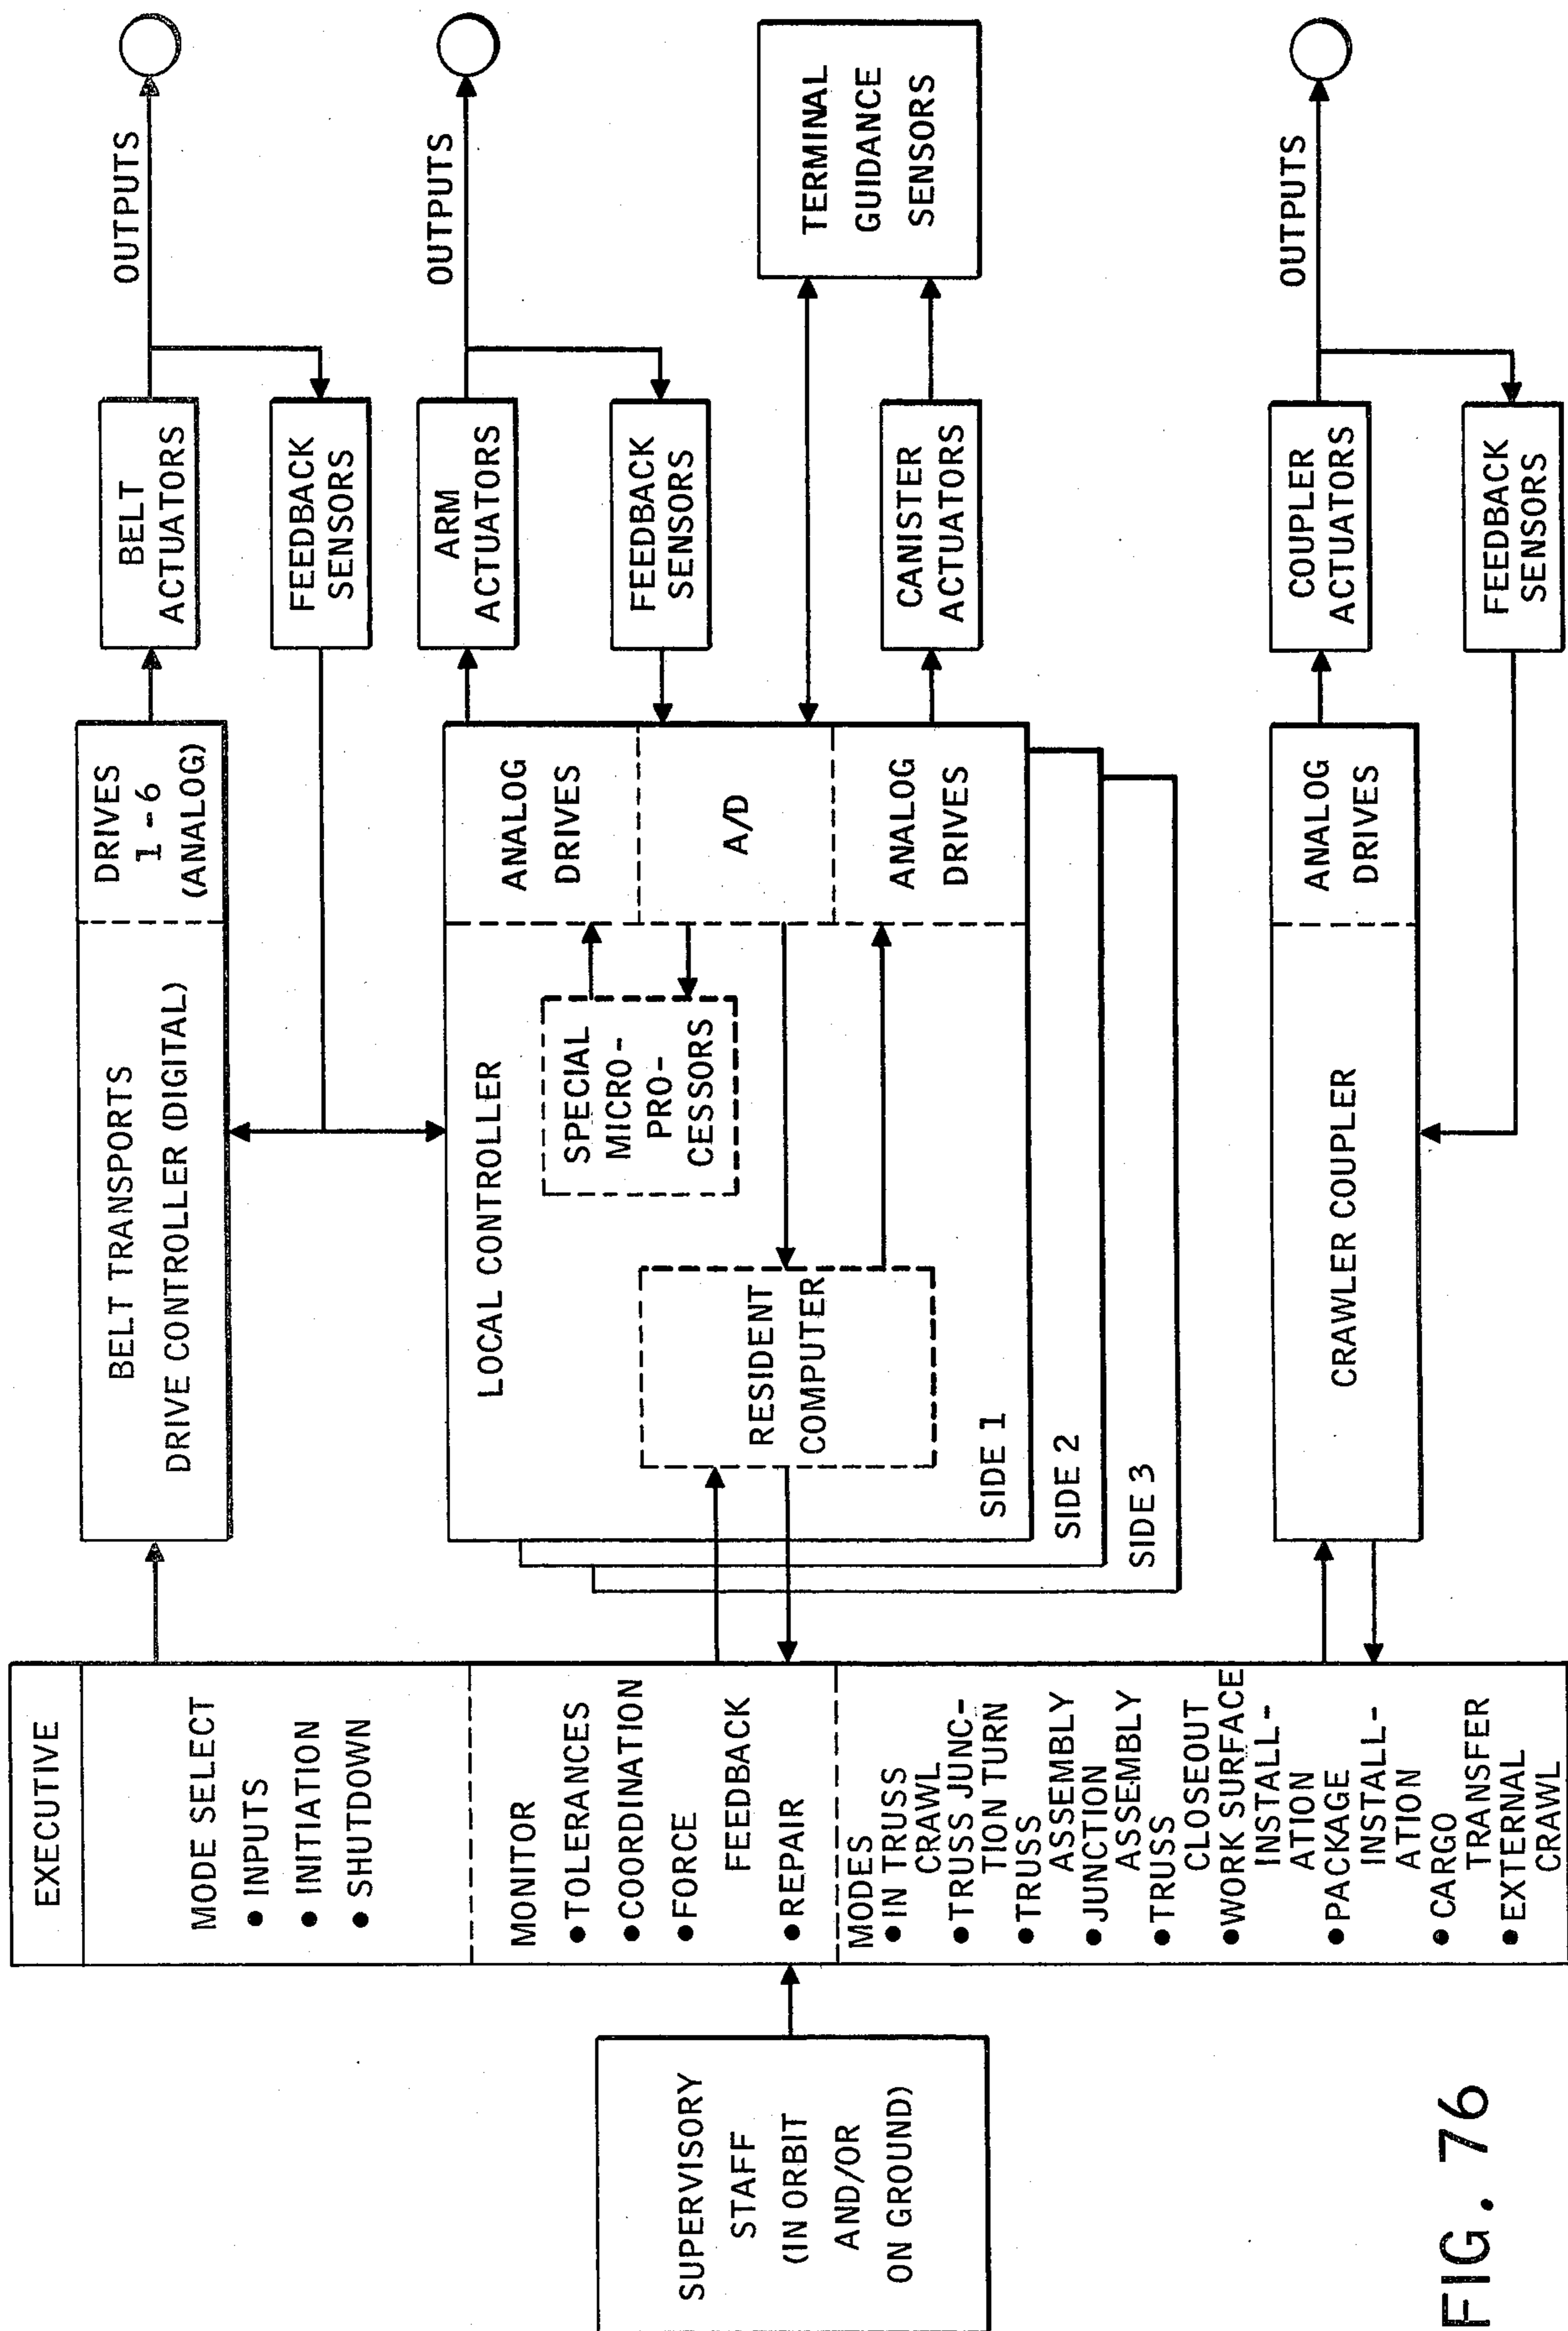 SUPERVISORY
STAFF
(IN ORBIT
AND/OR
ON GROUND)
EXECUTIVE
MODE SELECT
• INPUTS
• INITIATION
• SHUTDOWN
MONITOR
• TOLERANCES
• COORDINATION
• FORCE
FEEDBACK
• REPAIR
MODES
• IN TRUSS
CRAWL
• TRUSS JUNC-
TION TURN
• TRUSS
ASSEMBLY
• JUNCTION
ASSEMBLY
• TRUSS
CLOSEOUT
• WORK SURFACE
INSTALL-
ATION
• PACKAGE
INSTALL-
ATION
• CARGO
TRANSFER
• EXTERNAL
CRAWL
BELT TRANSPORTS
DRIVE CONTROLLER (DIGITAL)
DRIVES
1 - 6
(ANALOG)
BELT
ACTUATORS
OUTPUTS
FEEDBACK
SENSORS
LOCAL CONTROLLER
SPECIAL
MICRO-
PRO-
CESSORS
RESIDENT
COMPUTER
SIDE 1
SIDE 2
SIDE 3
ANALOG
DRIVES
A/D
ANALOG
DRIVES
ARM
ACTUATORS
OUTPUTS
FEEDBACK
SENSORS
TERMINAL
GUIDANCE
SENSORS
CANISTER
ACTUATORS
CRAWLER COUPLER
ANALOG
DRIVES
COUPLER
ACTUATORS
OUTPUTS
FEEDBACK
SENSORS
FIG. 76